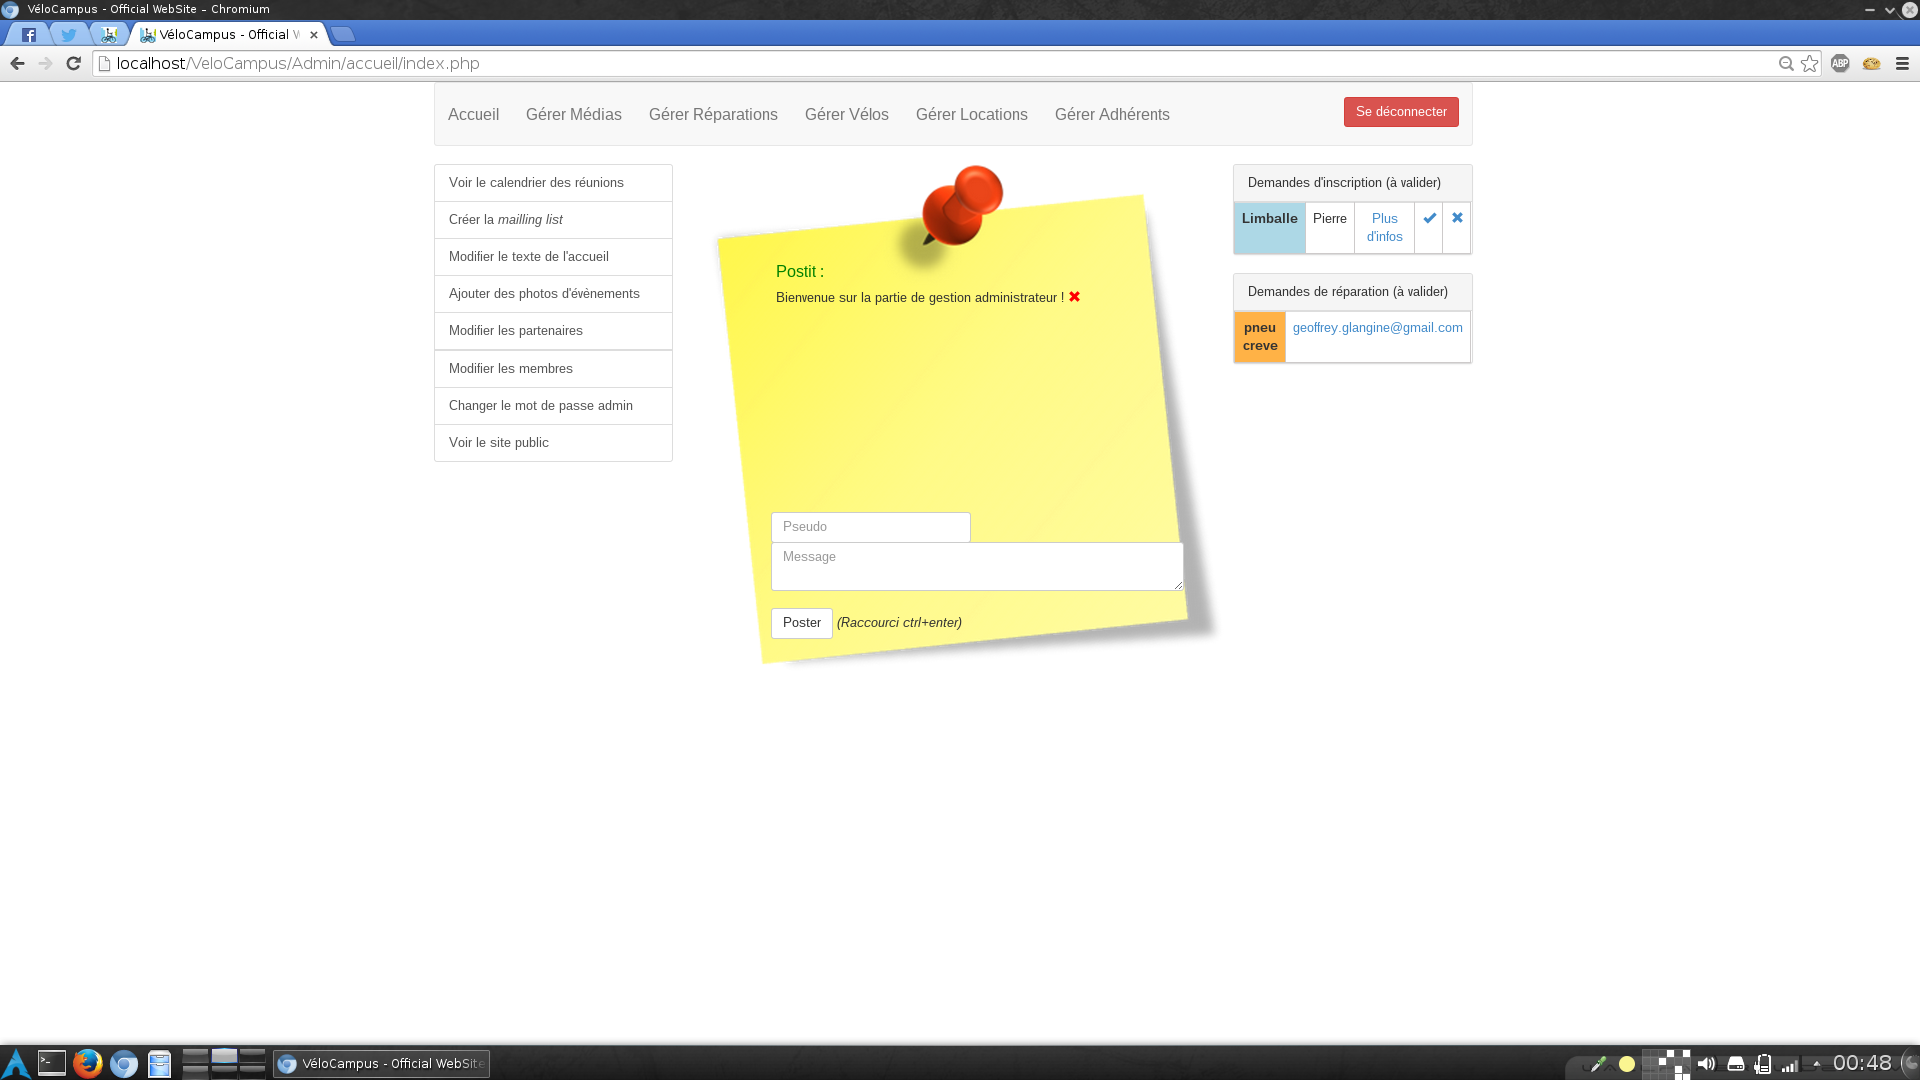 VéloCampus - Official WebSite - Chromium
VéloCampus - Official W
localhost/VeloCampus/Admin/accueil/index.php
ABP
Accueil
Gérer Médias
Gérer Réparations
Gérer Vélos
Gérer Locations
Gérer Adhérents
Se déconnecter
Voir le calendrier des réunions
Créer la mailling list
Modifier le texte de l'accueil
Ajouter des photos d'évènements
Modifier les partenaires
Modifier les membres
Changer le mot de passe admin
Voir le site public
Postit :
Bienvenue sur la partie de gestion administrateur !
Pseudo
Message
Poster (Raccourci ctrl+enter)
Demandes d'inscription (à valider)
Limballe Pierre Plus
d'infos
Demandes de réparation (à valider)
pneu geoffrey.glangine@gmail.com
creve
VéloCampus - Official WebSite
00:48